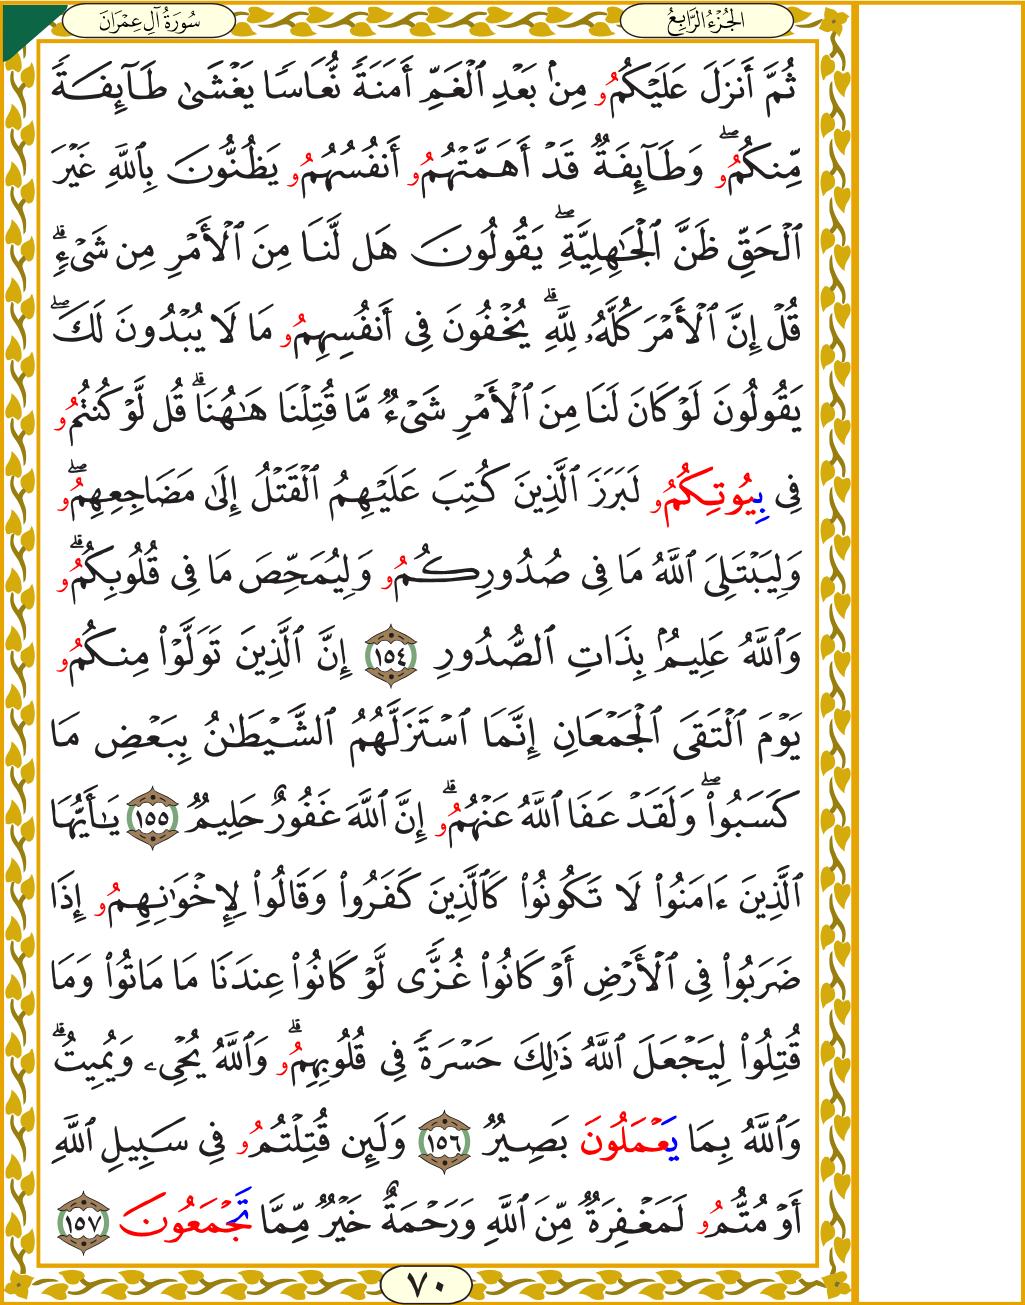 الجُزْءُ الرَّابِعُ
سُورَةُ آلِ عِمْرَانَ
ثُمَّ أَنزَلَ عَلَيْكُمُۥ مِنۢ بَعْدِ ٱلْغَمِّ أَمَنَةً نُّعَاسًا يَغْشَىٰ طَآئِفَةً
مِّنكُمُۥۖ وَطَآئِفَةٌ قَدْ أَهَمَّتْهُمُۥ أَنفُسُهُمُۥ يَظُنُّونَ بِٱللَّهِ غَيْرَ
ٱلْحَقِّ ظَنَّ ٱلْجَٰهِلِيَّةِۖ يَقُولُونَ هَل لَّنَا مِنَ ٱلْأَمْرِ مِن شَىْءٍۗ
قُلْ إِنَّ ٱلْأَمْرَ كُلَّهُۥ لِلَّهِۗ يُخْفُونَ فِىٓ أَنفُسِهِمُۥ مَا لَا يُبْدُونَ لَكَۖ
يَقُولُونَ لَوْ كَانَ لَنَا مِنَ ٱلْأَمْرِ شَىْءٌ مَّا قُتِلْنَا هَٰهُنَاۗ قُل لَّوْ كُنتُمُۥ
فِى بِيُوتِكُمُۥ لَبَرَزَ ٱلَّذِينَ كُتِبَ عَلَيْهِمُ ٱلْقَتْلُ إِلَىٰ مَضَاجِعِهِمُۥۖ
وَلِيَبْتَلِىَ ٱللَّهُ مَا فِى صُدُورِكُمُۥ وَلِيُمَحِّصَ مَا فِى قُلُوبِكُمُۥۗ
وَٱللَّهُ عَلِيمٌۢ بِذَاتِ ٱلصُّدُورِ ١٥٤ إِنَّ ٱلَّذِينَ تَوَلَّوْا۟ مِنكُمُۥ
يَوْمَ ٱلْتَقَى ٱلْجَمْعَانِ إِنَّمَا ٱسْتَزَلَّهُمُ ٱلشَّيْطَٰنُ بِبَعْضِ مَا
كَسَبُوا۟ۖ وَلَقَدْ عَفَا ٱللَّهُ عَنْهُمُۥۗ إِنَّ ٱللَّهَ غَفُورٌ حَلِيمٌ ١٥٥ يَٰٓأَيُّهَا
ٱلَّذِينَ ءَامَنُوا۟ لَا تَكُونُوا۟ كَٱلَّذِينَ كَفَرُوا۟ وَقَالُوا۟ لِإِخْوَٰنِهِمُۥ إِذَا
ضَرَبُوا۟ فِى ٱلْأَرْضِ أَوْ كَانُوا۟ غُزًّى لَّوْ كَانُوا۟ عِندَنَا مَا مَاتُوا۟ وَمَا
قُتِلُوا۟ لِيَجْعَلَ ٱللَّهُ ذَٰلِكَ حَسْرَةً فِى قُلُوبِهِمُۥۗ وَٱللَّهُ يُحْىِۦ وَيُمِيتُۗ
وَٱللَّهُ بِمَا يَعْمَلُونَ بَصِيرٌ ١٥٦ وَلَئِن قُتِلْتُمُۥ فِى سَبِيلِ ٱللَّهِ
أَوْ مُتُّمُۥ لَمَغْفِرَةٌ مِّنَ ٱللَّهِ وَرَحْمَةٌ خَيْرٌ مِّمَّا تَجْمَعُونَ ١٥٧
٧٠